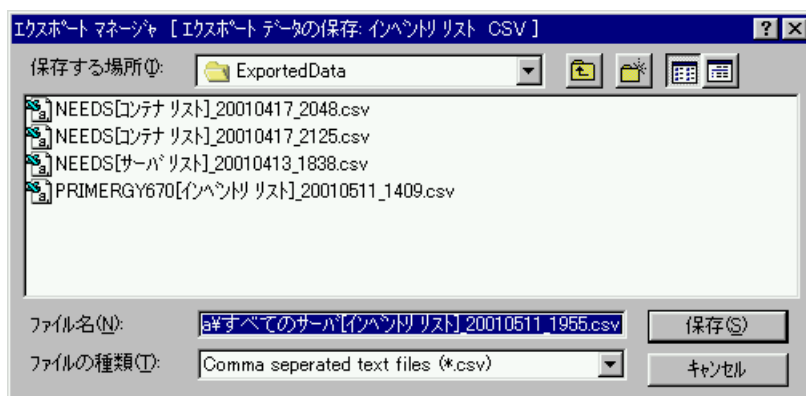 エクスポート マネージャ [ エクスポート データの保存: インベントリ リスト CSV ]
保存する場所(I): ExportedData
NEEDS[コンテナ リスト]_20010417_2048.csv
NEEDS[コンテナ リスト]_20010417_2125.csv
NEEDS[サーバ リスト]_20010413_1838.csv
PRIMERGY670[インベントリ リスト]_20010511_1409.csv
ファイル名(N): a¥すべてのサーバ[インベントリ リスト]_20010511_1955.csv 保存(S)
ファイルの種類(T): Comma seperated text files (*.csv) キャンセル